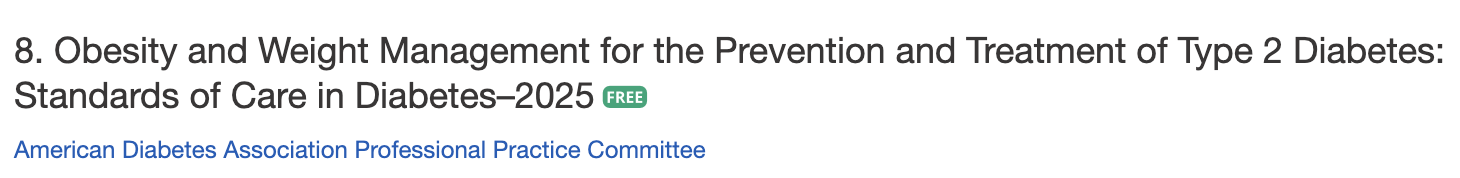 8. Obesity and Weight Management for the Prevention and Treatment of Type 2 Diabetes:
Standards of Care in Diabetes–2025 FREE
American Diabetes Association Professional Practice Committee